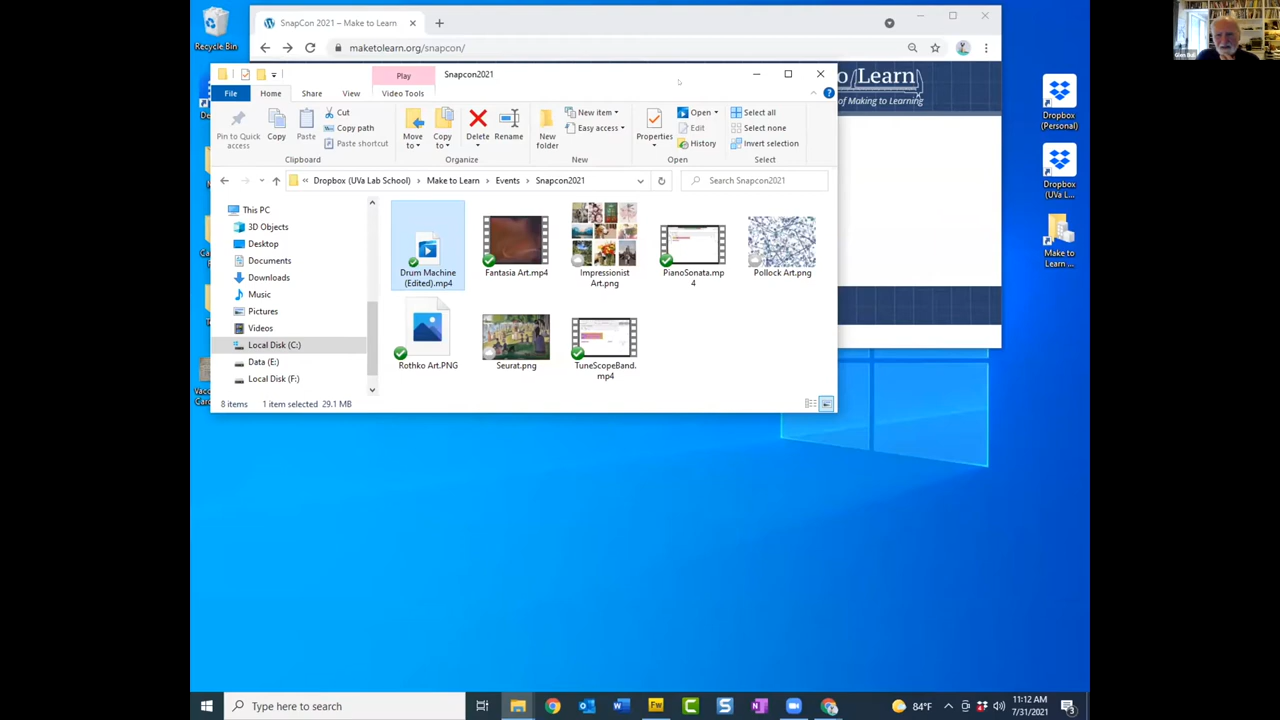 Recycle Bin
SnapCon 2021 – Make to Learn
maketolearn.org/snapcon/
Glen Bull
Play
Snapcon2021
o Learn
of Making to Learning
File
Home
Share
View
Video Tools
Pin to Quick access
Copy
Paste
Cut
Copy path
Paste shortcut
Clipboard
Move to
Copy to
Delete
Rename
Organize
New folder
New item
Easy access
New
Properties
Open
Edit
History
Open
Select all
Select none
Invert selection
Select
« Dropbox (UVa Lab School) › Make to Learn › Events › Snapcon2021
Search Snapcon2021
This PC
3D Objects
Desktop
Documents
Downloads
Music
Pictures
Videos
Local Disk (C:)
Data (E:)
Local Disk (F:)
Drum Machine
(Edited).mp4
Fantasia Art.mp4
Impressionist
Art.png
PianoSonata.mp
4
Pollock Art.png
Rothko Art.PNG
Seurat.png
TuneScopeBand.
mp4
8 items
1 item selected 29.1 MB
Dropbox
(Personal)
Dropbox
(UVa L...
Make to
Learn ...
Type here to search
Fw
84°F
11:12 AM
7/31/2021
3